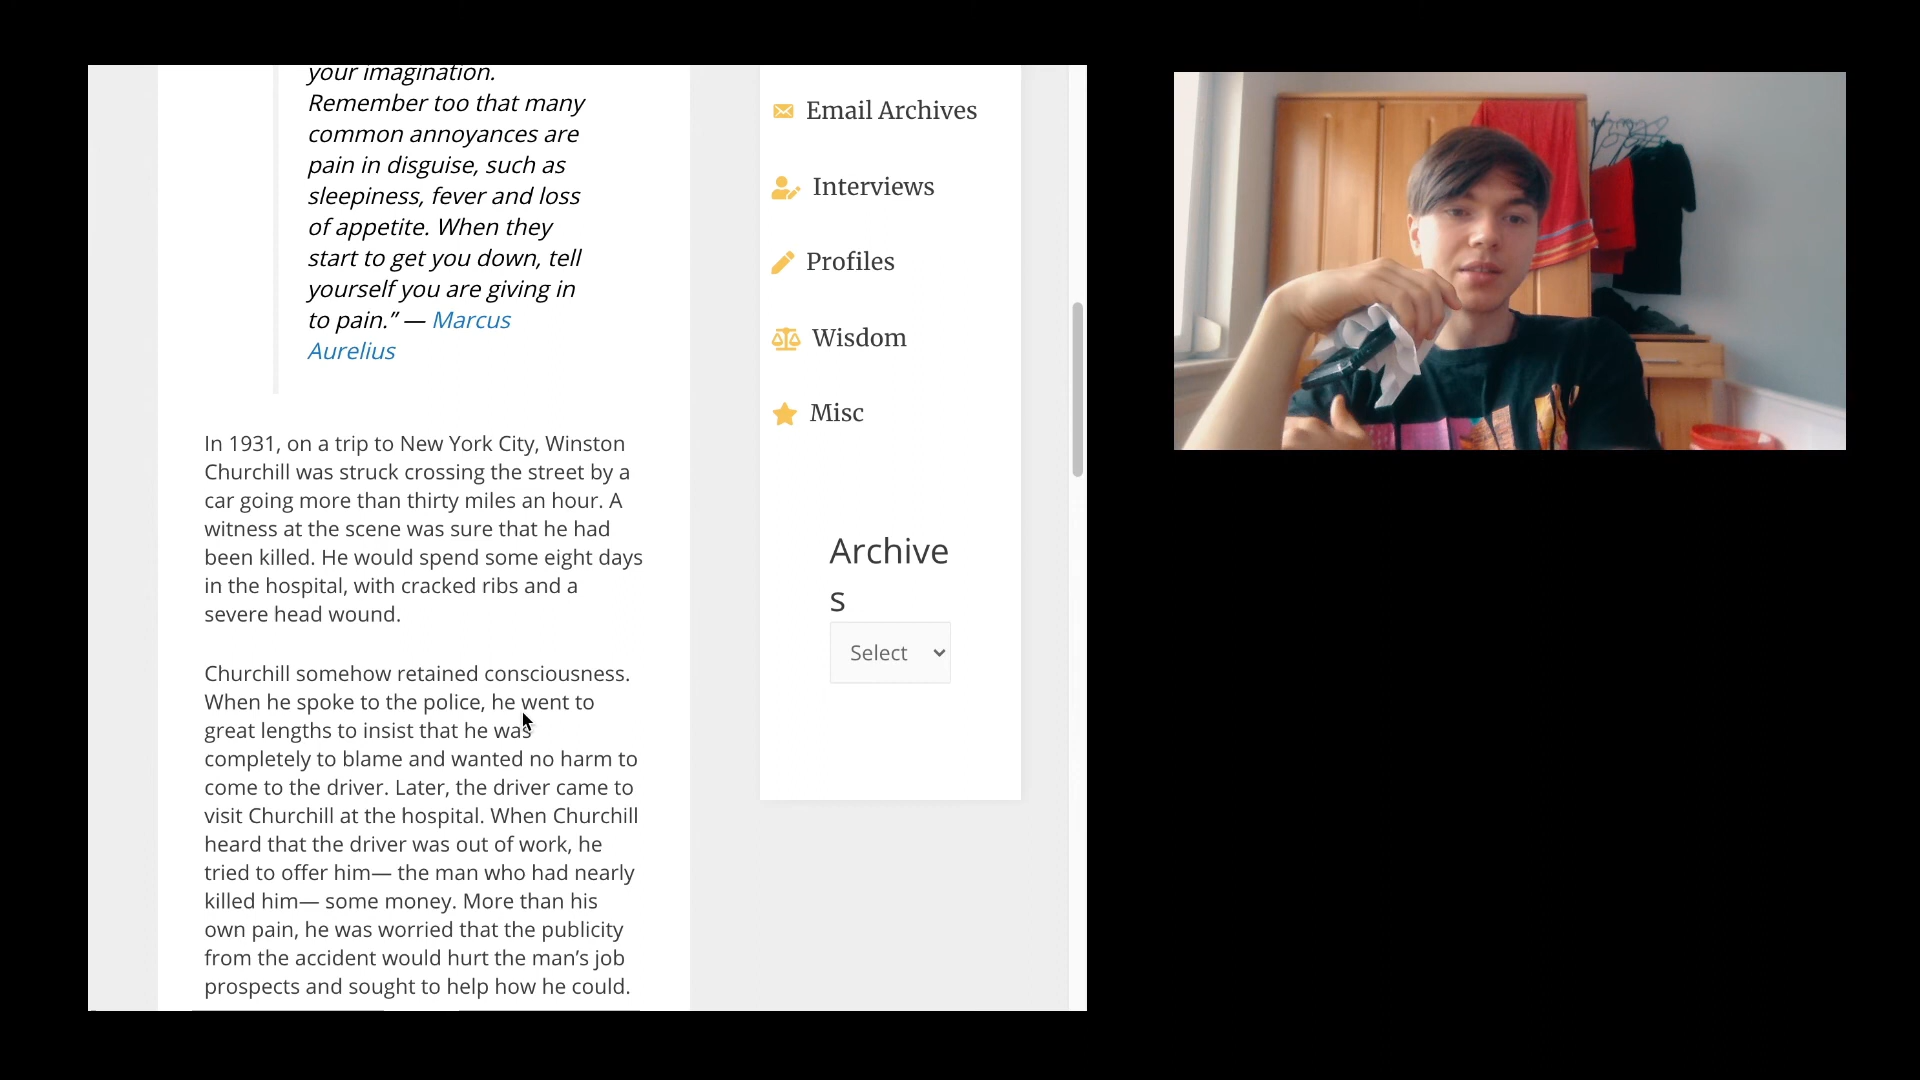 your imagination.
Remember too that many
common annoyances are
pain in disguise, such as
sleepiness, fever and loss
of appetite. When they
start to get you down, tell
yourself you are giving in
to pain.” — Marcus
Aurelius
In 1931, on a trip to New York City, Winston
Churchill was struck crossing the street by a
car going more than thirty miles an hour. A
witness at the scene was sure that he had
been killed. He would spend some eight days
in the hospital, with cracked ribs and a
severe head wound.
Churchill somehow retained consciousness.
When he spoke to the police, he went to
great lengths to insist that he was
completely to blame and wanted no harm to
come to the driver. Later, the driver came to
visit Churchill at the hospital. When Churchill
heard that the driver was out of work, he
tried to offer him— the man who had nearly
killed him— some money. More than his
own pain, he was worried that the publicity
from the accident would hurt the man’s job
prospects and sought to help how he could.
Email Archives
Interviews
Profiles
Wisdom
Misc
Archive
s
Select